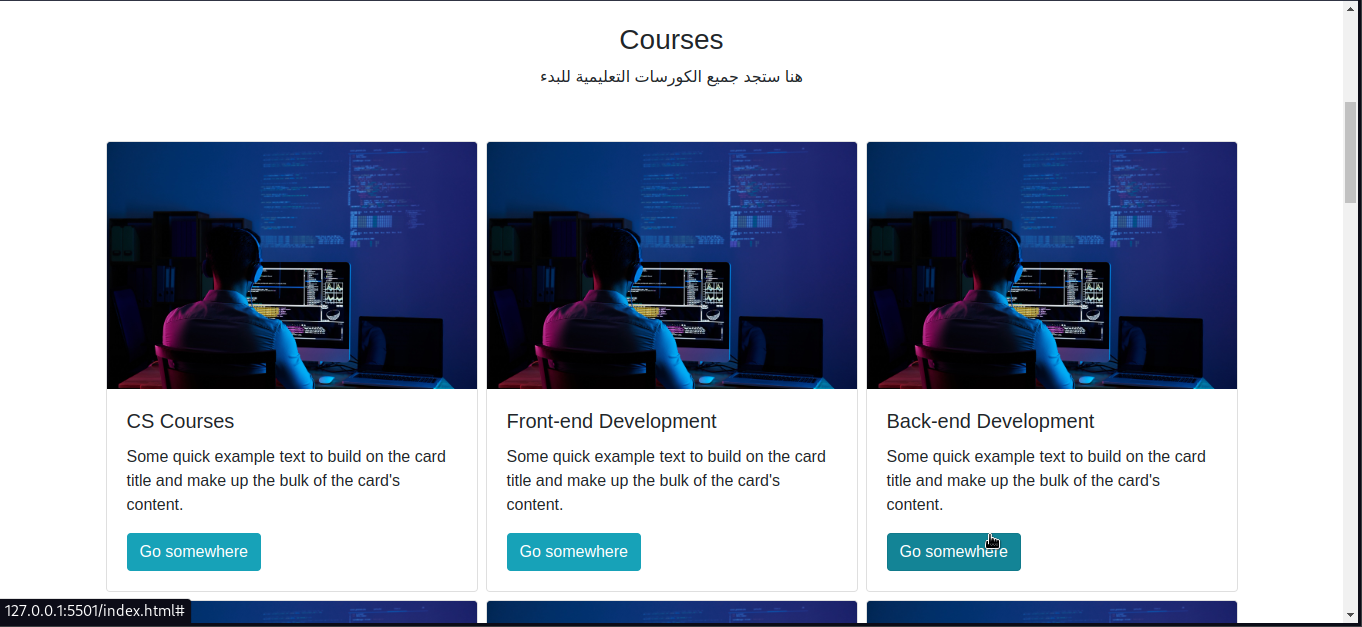 Courses
هنا ستجد جميع الكورسات التعليمية للبدء
CS Courses
Some quick example text to build on the card
title and make up the bulk of the card's
content.
Go somewhere
Front-end Development
Some quick example text to build on the card
title and make up the bulk of the card's
content.
Go somewhere
Back-end Development
Some quick example text to build on the card
title and make up the bulk of the card's
content.
Go somewhere
127.0.0.1:5501/index.html#